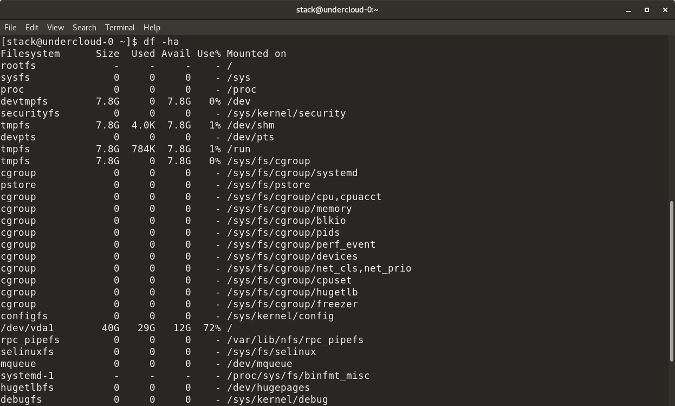 stack@undercloud-0:~
File Edit View Search Terminal Help
[stack@undercloud-0 ~]$ df -ha
Filesystem      Size  Used Avail Use% Mounted on
rootfs             -     -     -    - /
sysfs              0     0     0    - /sys
proc               0     0     0    - /proc
devtmpfs        7.8G     0  7.8G   0% /dev
securityfs         0     0     0    - /sys/kernel/security
tmpfs           7.8G  4.0K  7.8G   1% /dev/shm
devpts             0     0     0    - /dev/pts
tmpfs           7.8G  784K  7.8G   1% /run
tmpfs           7.8G     0  7.8G   0% /sys/fs/cgroup
cgroup             0     0     0    - /sys/fs/cgroup/systemd
pstore             0     0     0    - /sys/fs/pstore
cgroup             0     0     0    - /sys/fs/cgroup/cpu,cpuacct
cgroup             0     0     0    - /sys/fs/cgroup/memory
cgroup             0     0     0    - /sys/fs/cgroup/blkio
cgroup             0     0     0    - /sys/fs/cgroup/pids
cgroup             0     0     0    - /sys/fs/cgroup/perf_event
cgroup             0     0     0    - /sys/fs/cgroup/devices
cgroup             0     0     0    - /sys/fs/cgroup/net_cls,net_prio
cgroup             0     0     0    - /sys/fs/cgroup/cpuset
cgroup             0     0     0    - /sys/fs/cgroup/hugetlb
cgroup             0     0     0    - /sys/fs/cgroup/freezer
configfs           0     0     0    - /sys/kernel/config
/dev/vda1        40G   29G   12G  72% /
rpc_pipefs         0     0     0    - /var/lib/nfs/rpc_pipefs
selinuxfs          0     0     0    - /sys/fs/selinux
mqueue             0     0     0    - /dev/mqueue
systemd-1          -     -     -    - /proc/sys/fs/binfmt_misc
hugetlbfs          0     0     0    - /dev/hugepages
debugfs            0     0     0    - /sys/kernel/debug